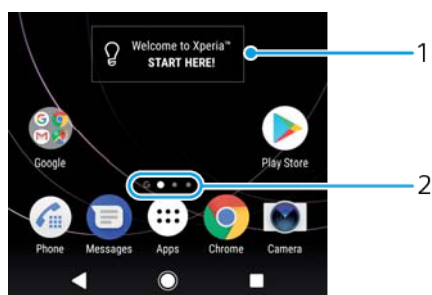 Welcome to Xperia™
START HERE!
1
Google
Play Store
2
Phone
Messages
Apps
Chrome
Camera